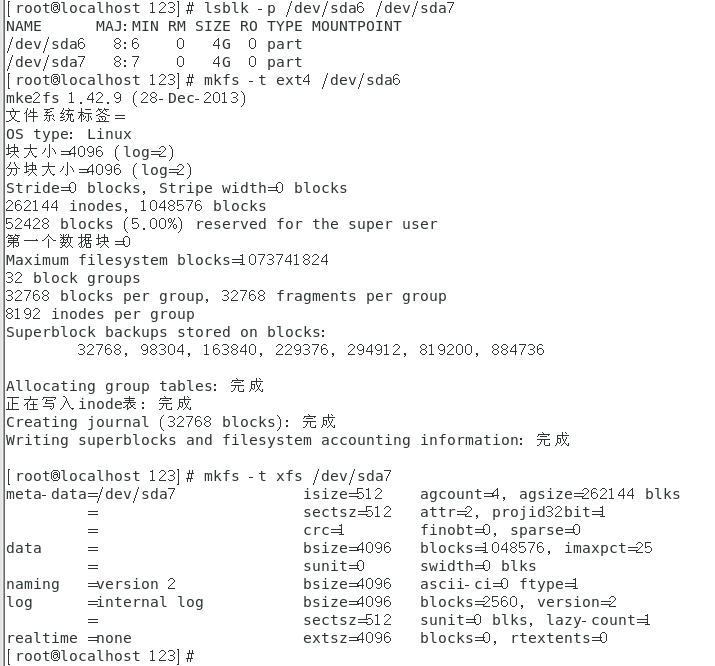 [root@localhost 123]# lsblk -p /dev/sda6 /dev/sda7
NAME      MAJ:MIN RM SIZE RO TYPE MOUNTPOINT
/dev/sda6   8:6    0   4G  0 part
/dev/sda7   8:7    0   4G  0 part
[root@localhost 123]# mkfs -t ext4 /dev/sda6
mke2fs 1.42.9 (28-Dec-2013)
文件系统标签=
OS type: Linux
块大小=4096 (log=2)
分块大小=4096 (log=2)
Stride=0 blocks, Stripe width=0 blocks
262144 inodes, 1048576 blocks
52428 blocks (5.00%) reserved for the super user
第一个数据块=0
Maximum filesystem blocks=1073741824
32 block groups
32768 blocks per group, 32768 fragments per group
8192 inodes per group
Superblock backups stored on blocks:
        32768, 98304, 163840, 229376, 294912, 819200, 884736

Allocating group tables: 完成
正在写入inode表: 完成
Creating journal (32768 blocks): 完成
Writing superblocks and filesystem accounting information: 完成

[root@localhost 123]# mkfs -t xfs /dev/sda7
meta-data=/dev/sda7              isize=512    agcount=4, agsize=262144 blks
         =                       sectsz=512   attr=2, projid32bit=1
         =                       crc=1        finobt=0, sparse=0
data     =                       bsize=4096   blocks=1048576, imaxpct=25
         =                       sunit=0      swidth=0 blks
naming   =version 2              bsize=4096   ascii-ci=0 ftype=1
log      =internal log           bsize=4096   blocks=2560, version=2
         =                       sectsz=512   sunit=0 blks, lazy-count=1
realtime =none                   extsz=4096   blocks=0, rtextents=0
[root@localhost 123]#